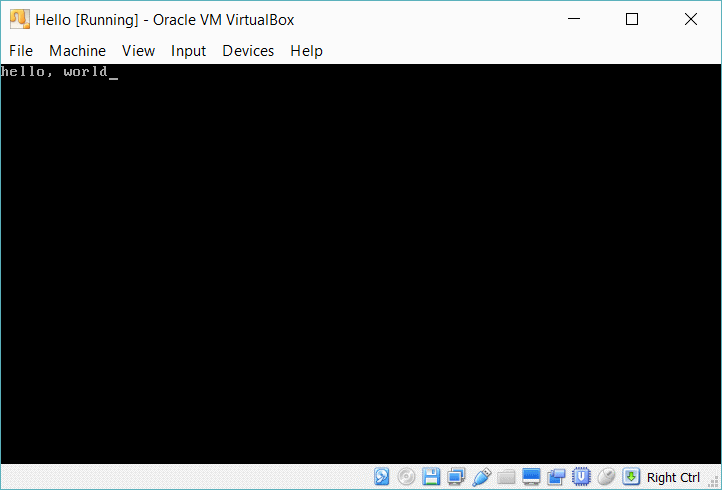 Hello [Running] - Oracle VM VirtualBox
File Machine View Input Devices Help
hello, world_
Right Ctrl